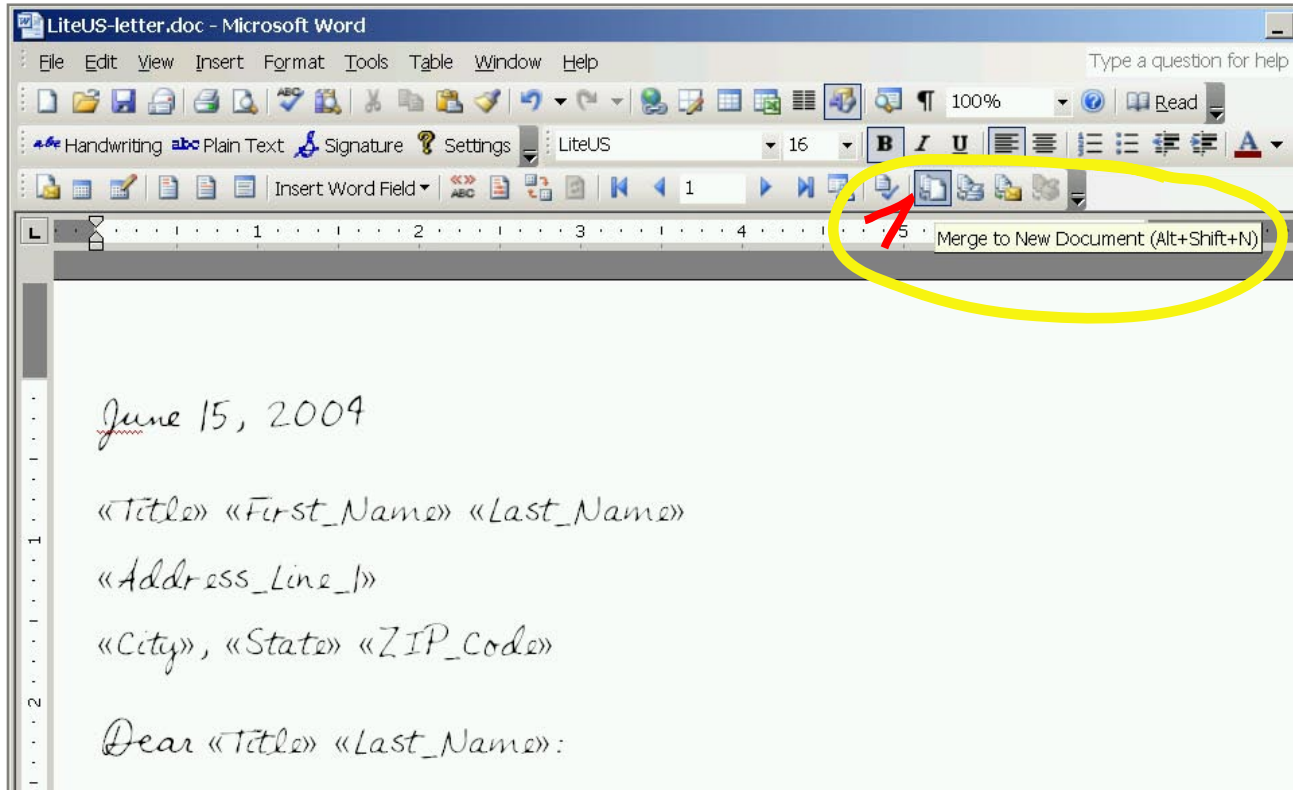 LiteUS-letter.doc - Microsoft Word
File Edit View Insert Format Tools Table Window Help Type a question for help
100% Read
Handwriting Plain Text Signature Settings LiteUS 16 B I U A
Insert Word Field 1
L 1 2 3 4 5
Merge to New Document (Alt+Shift+N)
June 15, 2004
«Title» «First_Name» «Last_Name»
1
«Address_Line_1»
«City», «State» «ZIP_Code»
2
Dear «Title» «Last_Name»: